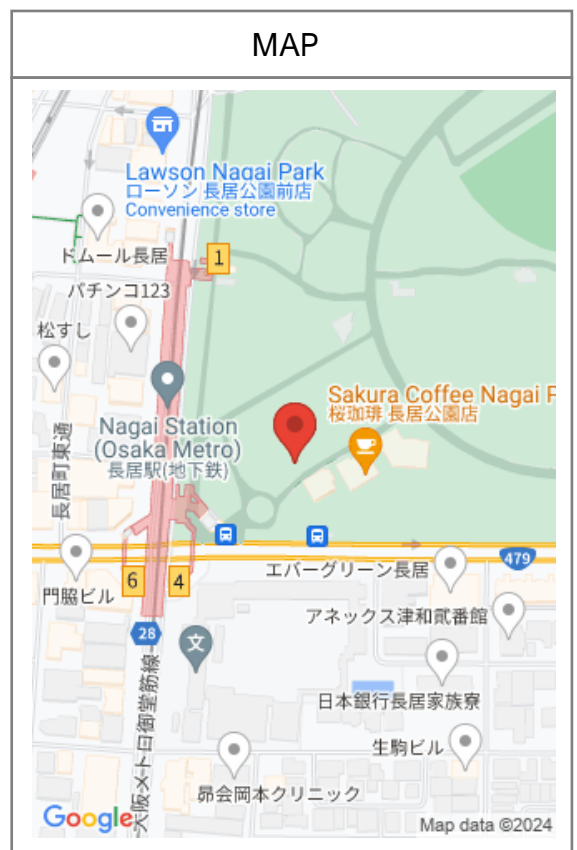 MAP
Lawson Nagai Park
ローソン 長居公園前店
Convenience store
ドムール長居
1
パチンコ123
松すし
Sakura Coffee Nagai P
桜珈琲 長居公園店
Nagai Station
(Osaka Metro)
長居駅(地下鉄)
長居町東通
479
エバーグリーン長居
6
4
門脇ビル
アネックス津和貮番館
28
文
日本銀行長居家族寮
大阪メトロ御堂筋線
生駒ビル
昴会岡本クリニック
Google
Map data ©2024